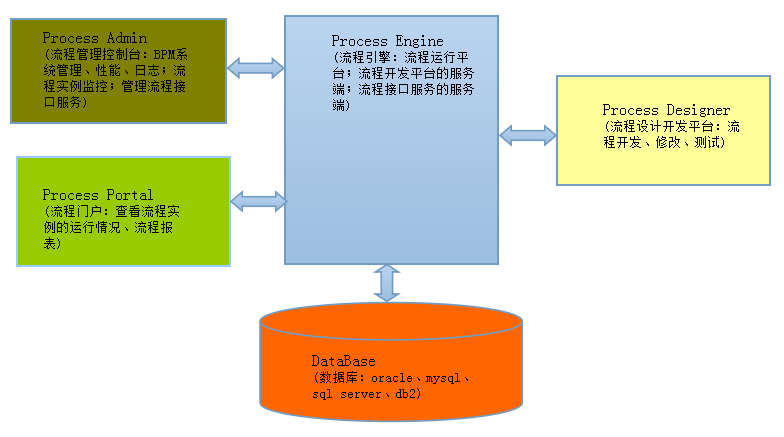 Process Admin
(流程管理控制台：BPM系
统管理、性能、日志；流
程实例监控；管理流程接
口服务)
Process Portal
(流程门户：查看流程实
例的运行情况、流程报
表)
Process Engine
(流程引擎：流程运行平
台；流程开发平台的服务
端；流程接口服务的服务
端)
Process Designer
(流程设计开发平台：流
程开发、修改、测试)
DataBase
(数据库：oracle、mysql、
sql server、db2)